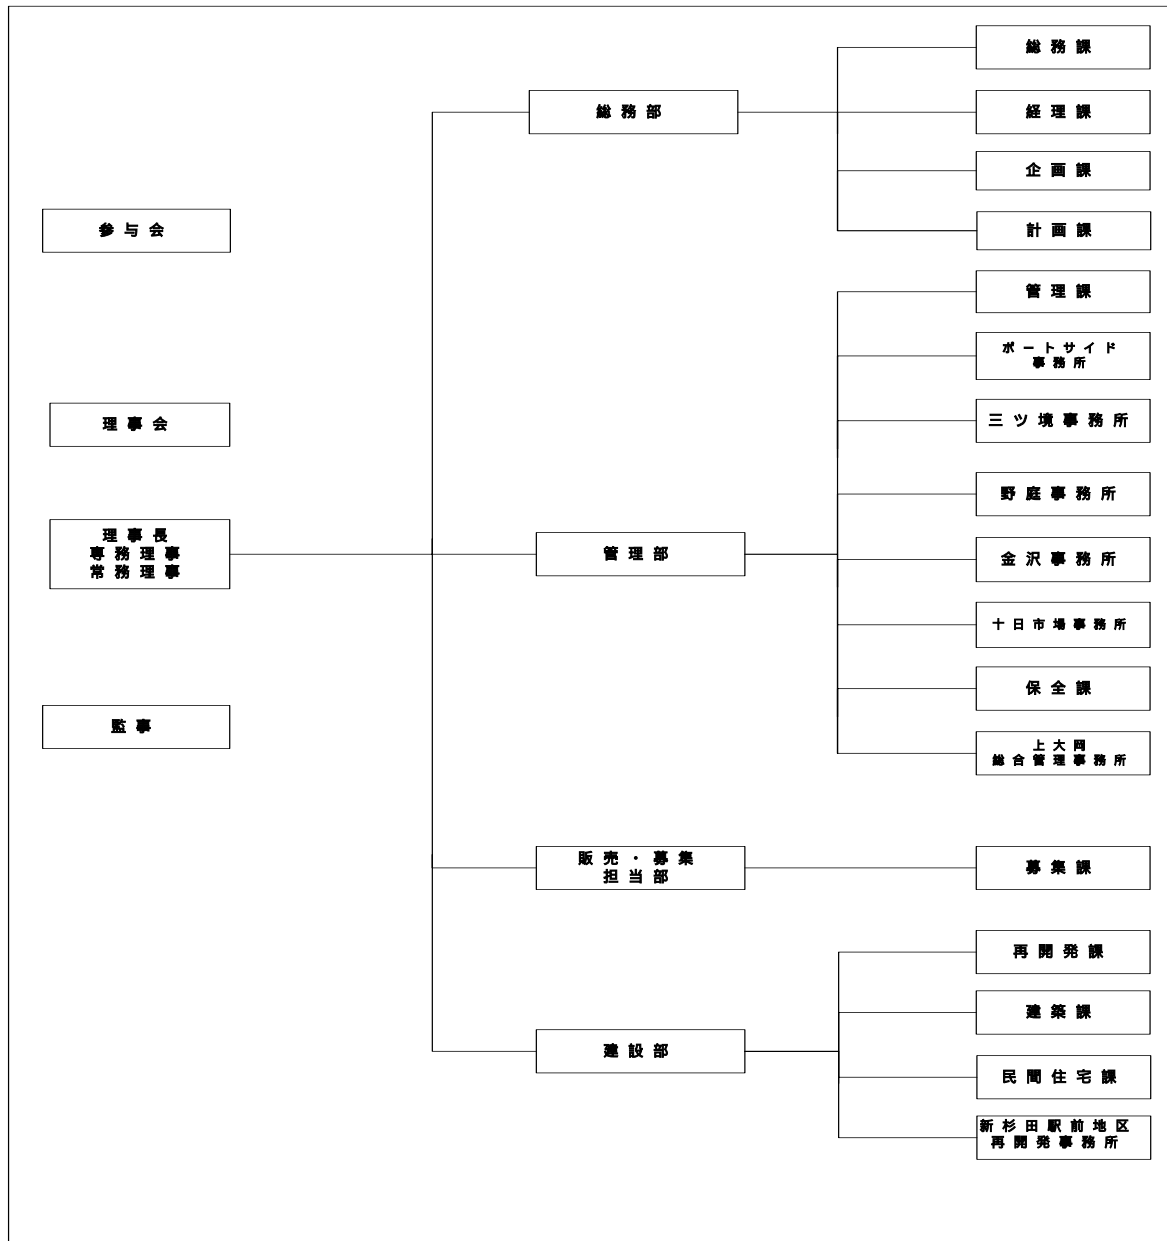 総務課
総務部
経理課
企画課
参与会
計画課
管理課
ポートサイド
事務所
理事会
三ツ境事務所
野庭事務所
理事長
専務理事
常務理事
管理部
金沢事務所
十日市場事務所
保全課
監事
上大岡
総合管理事務所
販売・募集
担当部
募集課
再開発課
建築課
建設部
民間住宅課
新杉田駅前地区
再開発事務所